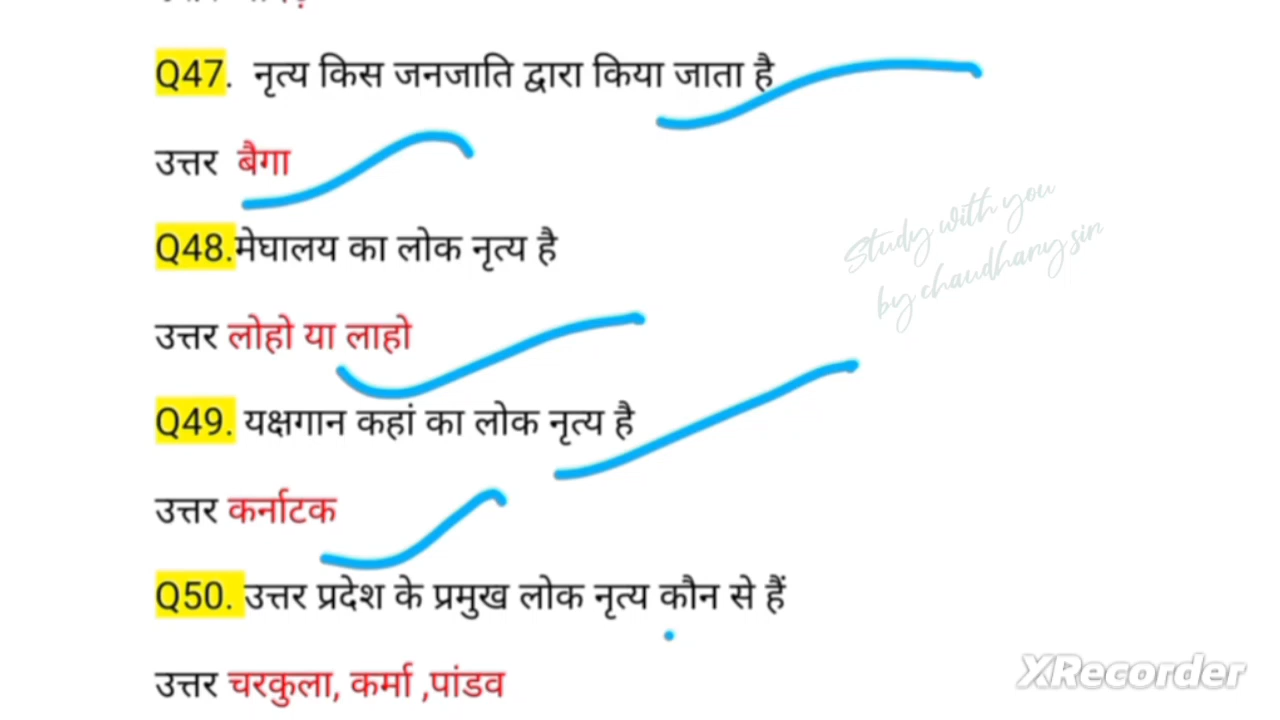 Q47. नृत्य किस जनजाति द्वारा किया जाता है
उत्तर बैगा
Q48.मेघालय का लोक नृत्य है
उत्तर लोहो या लाहो
Q49. यक्षगान कहां का लोक नृत्य है
उत्तर कर्नाटक
Q50. उत्तर प्रदेश के प्रमुख लोक नृत्य कौन से हैं
उत्तर चरकुला, कर्मा ,पांडव
Study with you
by chaudhary sir
XRecorder